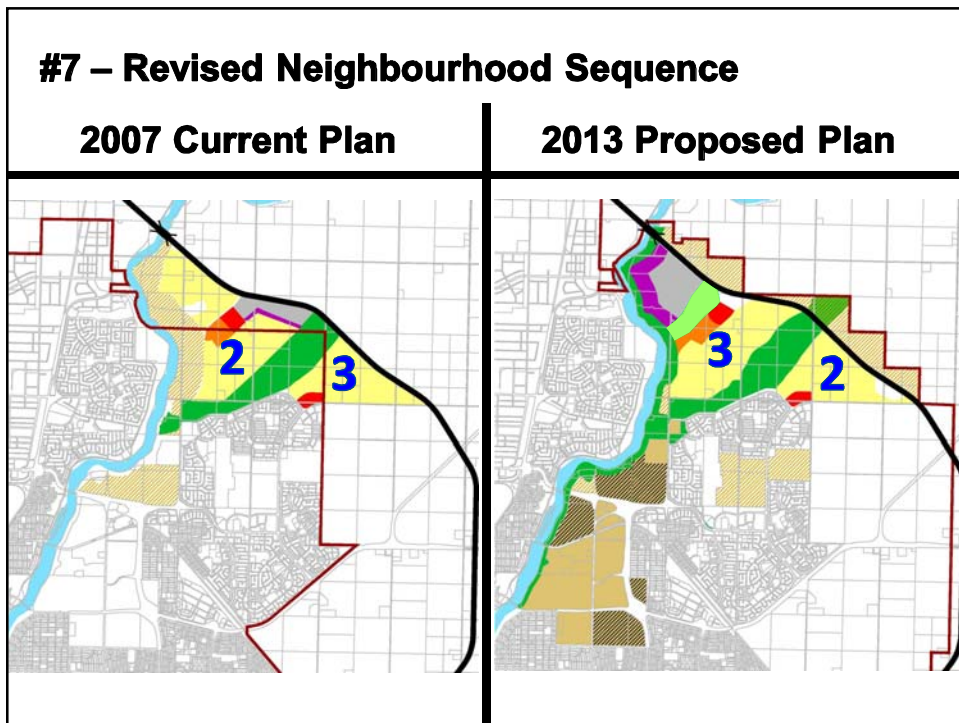 #7 – Revised Neighbourhood Sequence
2007 Current Plan
2013 Proposed Plan
2
3
3
2